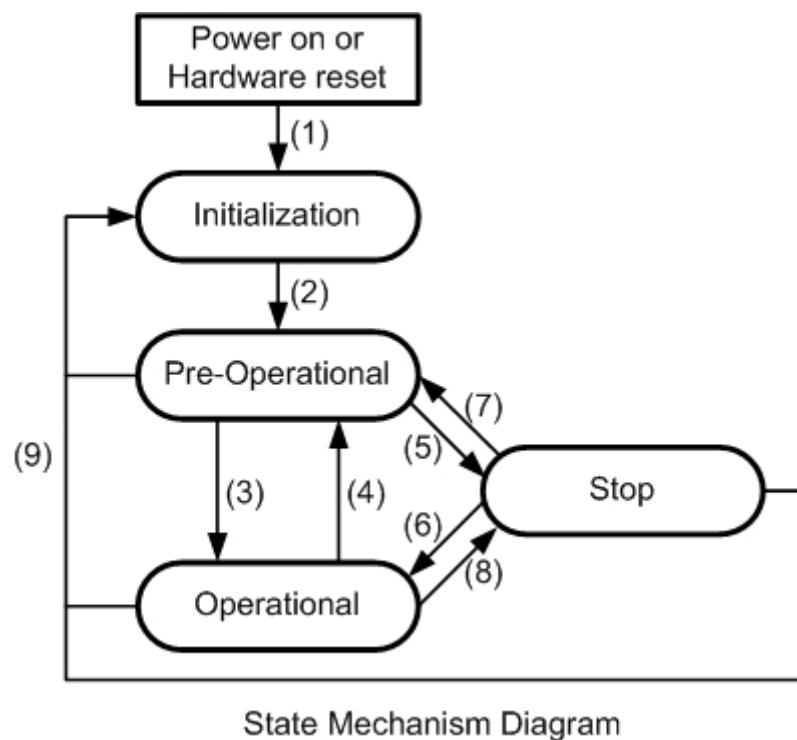 Power on or
Hardware reset
(1)
Initialization
(2)
Pre-Operational
(7)
(5)
(9)
(3)
(4)
Stop
(6)
(8)
Operational
State Mechanism Diagram